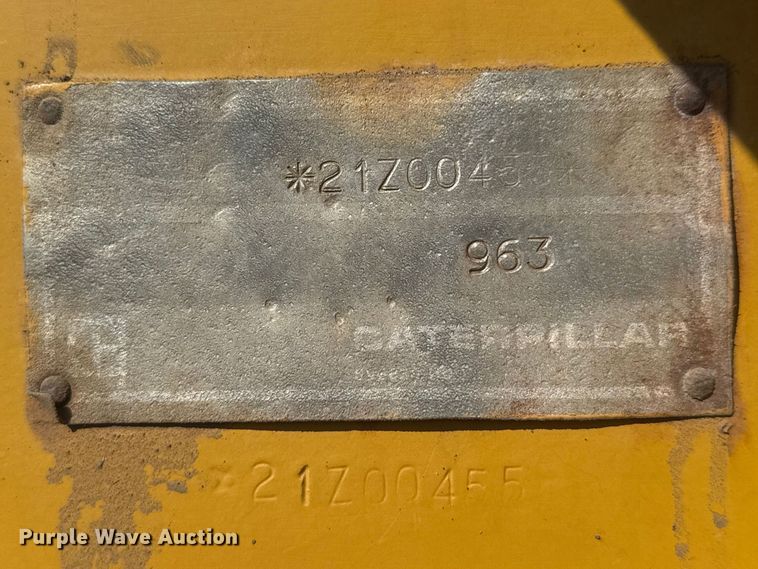 *21Z004
963
CATERPILLAR
21Z00455
Purple Wave Auction